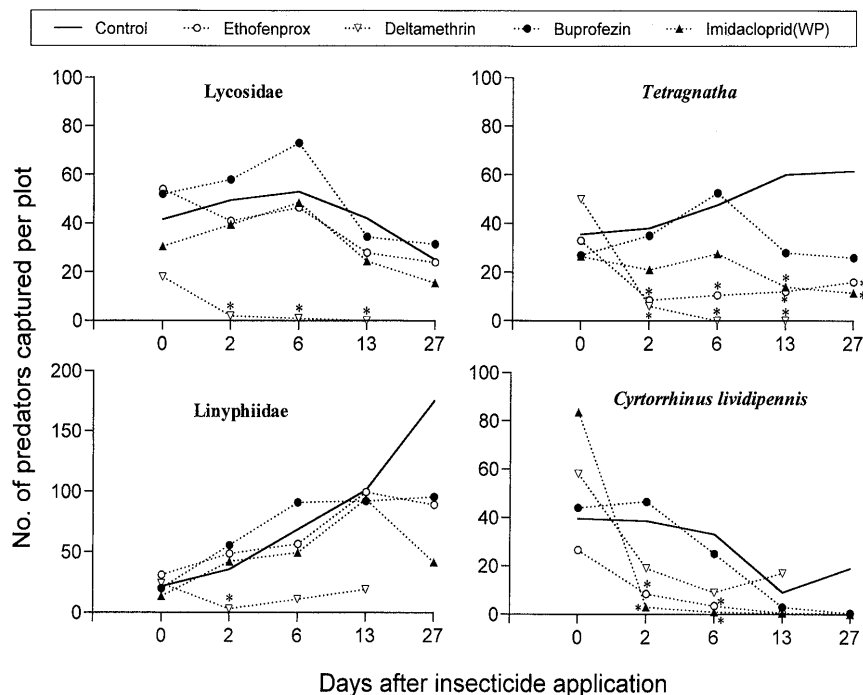 Control Ethofenprox Deltamethrin Buprofezin Imidacloprid(WP)
No. of predators captured per plot
Lycosidae
100
80
60
40
20
0
0 2 6 13 27
* * *
Tetragnatha
100
80
60
40
20
0
0 2 6 13 27
* * * *
* * * *
*
Linyphiidae
200
150
100
50
0
0 2 6 13 27
*
Cyrtorrhinus lividipennis
100
80
60
40
20
0
0 2 6 13 27
* *
* *
Days after insecticide application